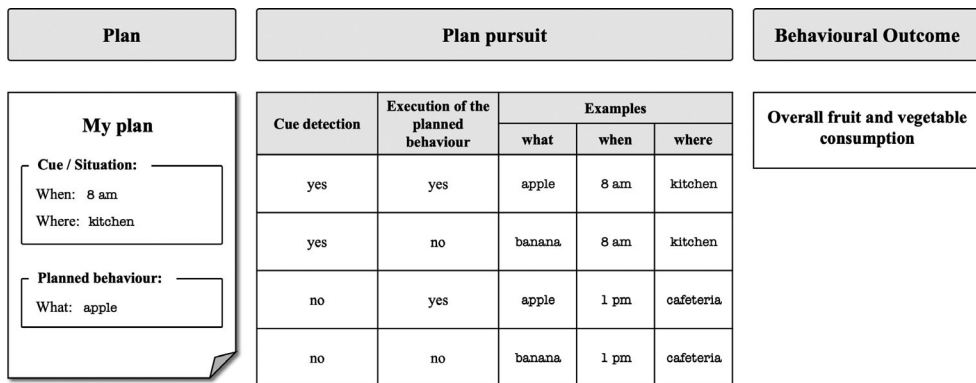 Plan
Plan pursuit
Behavioural Outcome
My plan
Cue / Situation:
When: 8 am
Where: kitchen
Planned behaviour:
What: apple
Cue detection
Execution of the
planned
behaviour
Examples
what when where
yes yes apple 8 am kitchen
yes no banana 8 am kitchen
no yes apple 1 pm cafeteria
no no banana 1 pm cafeteria
Overall fruit and vegetable
consumption